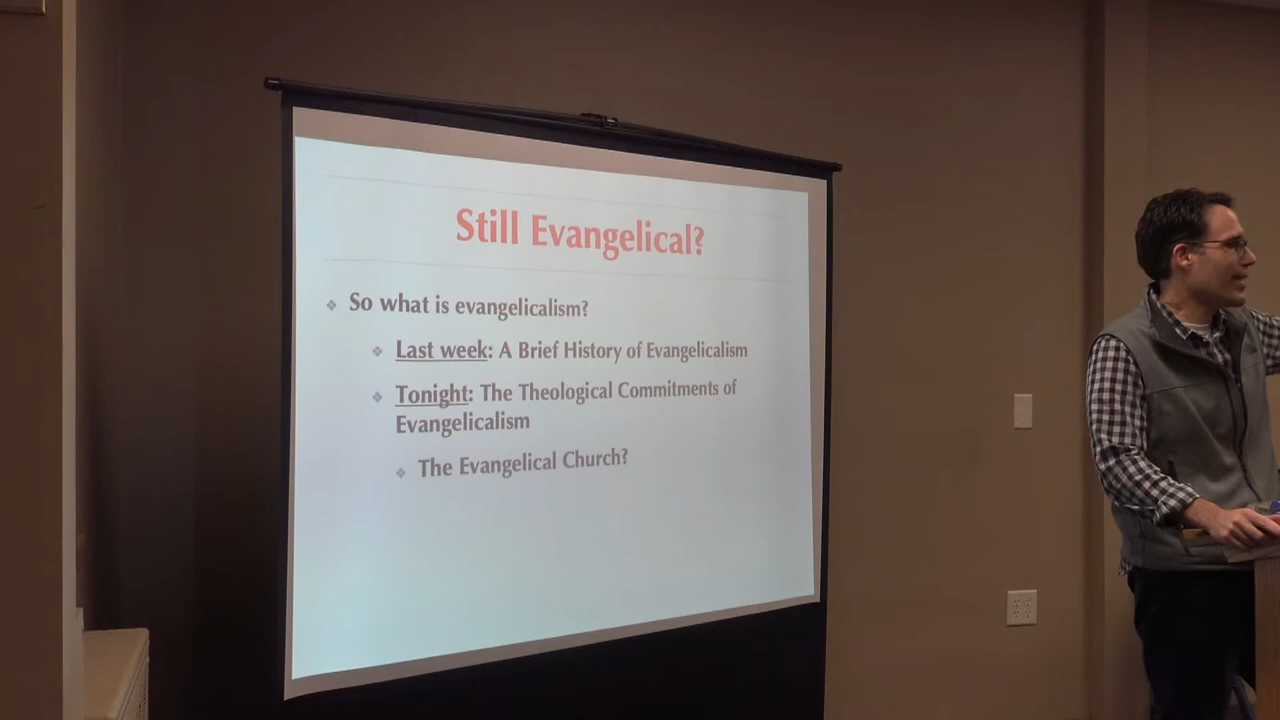 Still Evangelical?
So what is evangelicalism?
Last week: A Brief History of Evangelicalism
Tonight: The Theological Commitments of
Evangelicalism
The Evangelical Church?